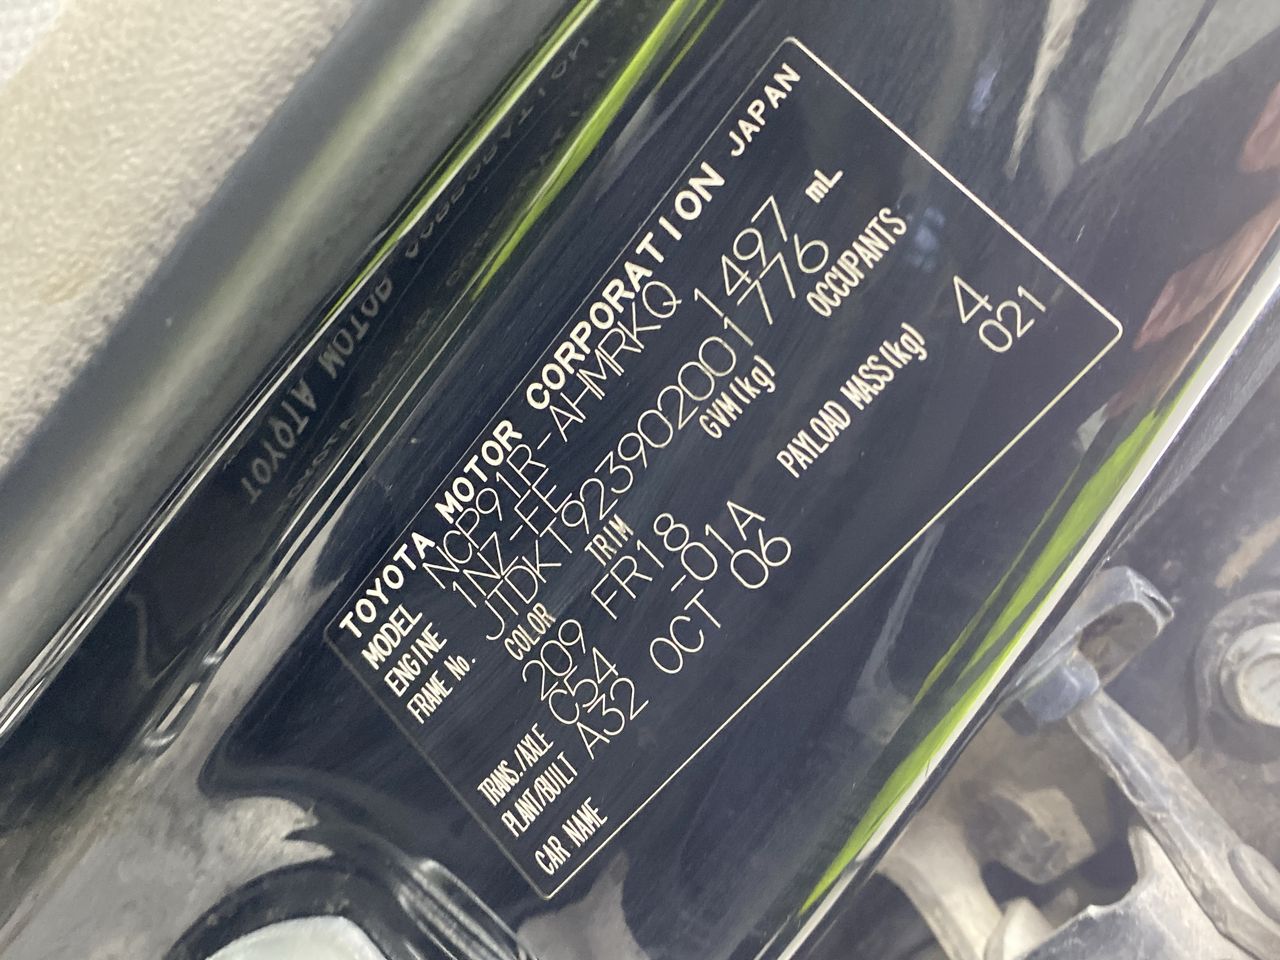 TOYOTA MOTOR CORPORATION JAPAN
MODEL NCP91R-AHMRKQ
ENGINE 1NZ-FE 1497 mL
FRAME No. JTDKT923902001776
COLOR TRIM GVM(kg) OCCUPANTS
209 FR18 4
TRANS./AXLE C54 -01A PAYLOAD MASS(kg) 021
PLANT/BUILT A32 OCT 06
CAR NAME